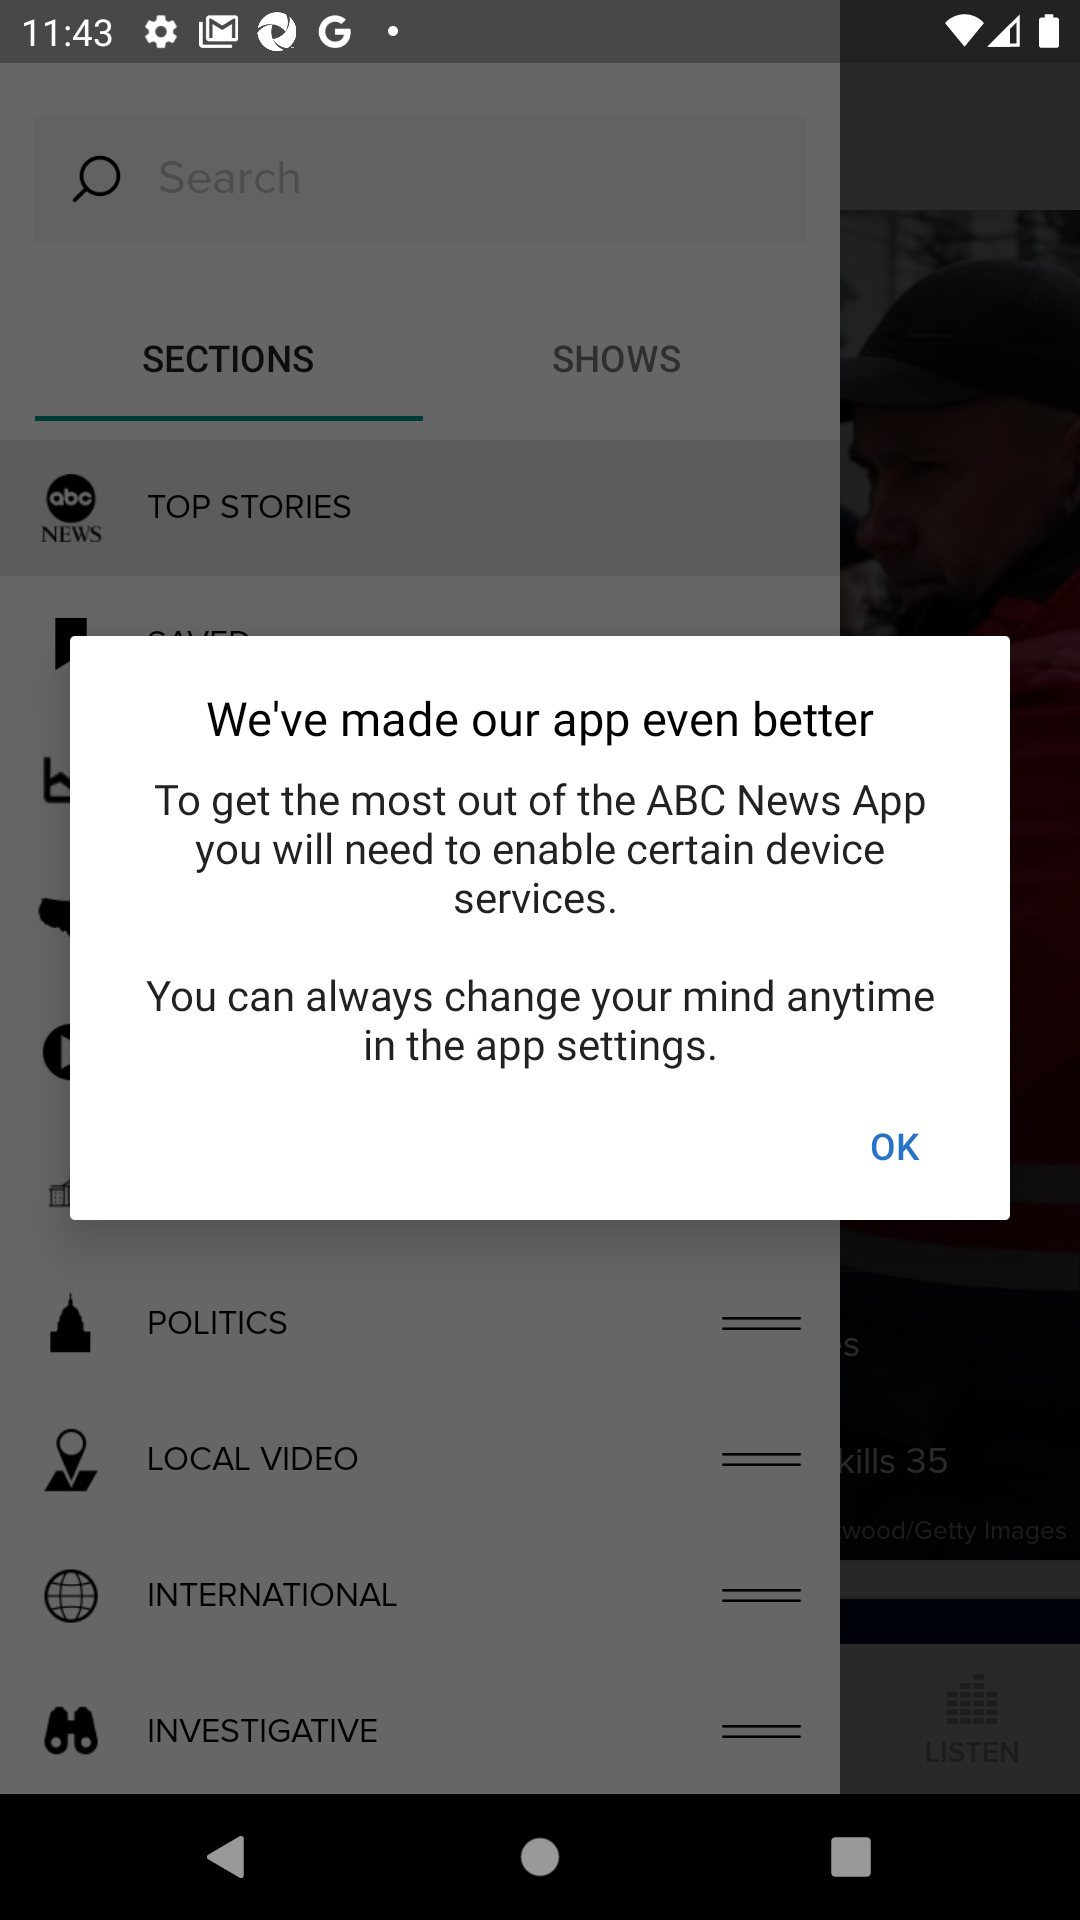 11:43
Search
SECTIONS
SHOWS
abc
NEWS
TOP STORIES
SAVED
We've made our app even better
To get the most out of the ABC News App
you will need to enable certain device
services.
You can always change your mind anytime
in the app settings.
OK
POLITICS
LOCAL VIDEO
kills 35
wood/Getty Images
INTERNATIONAL
INVESTIGATIVE
LISTEN